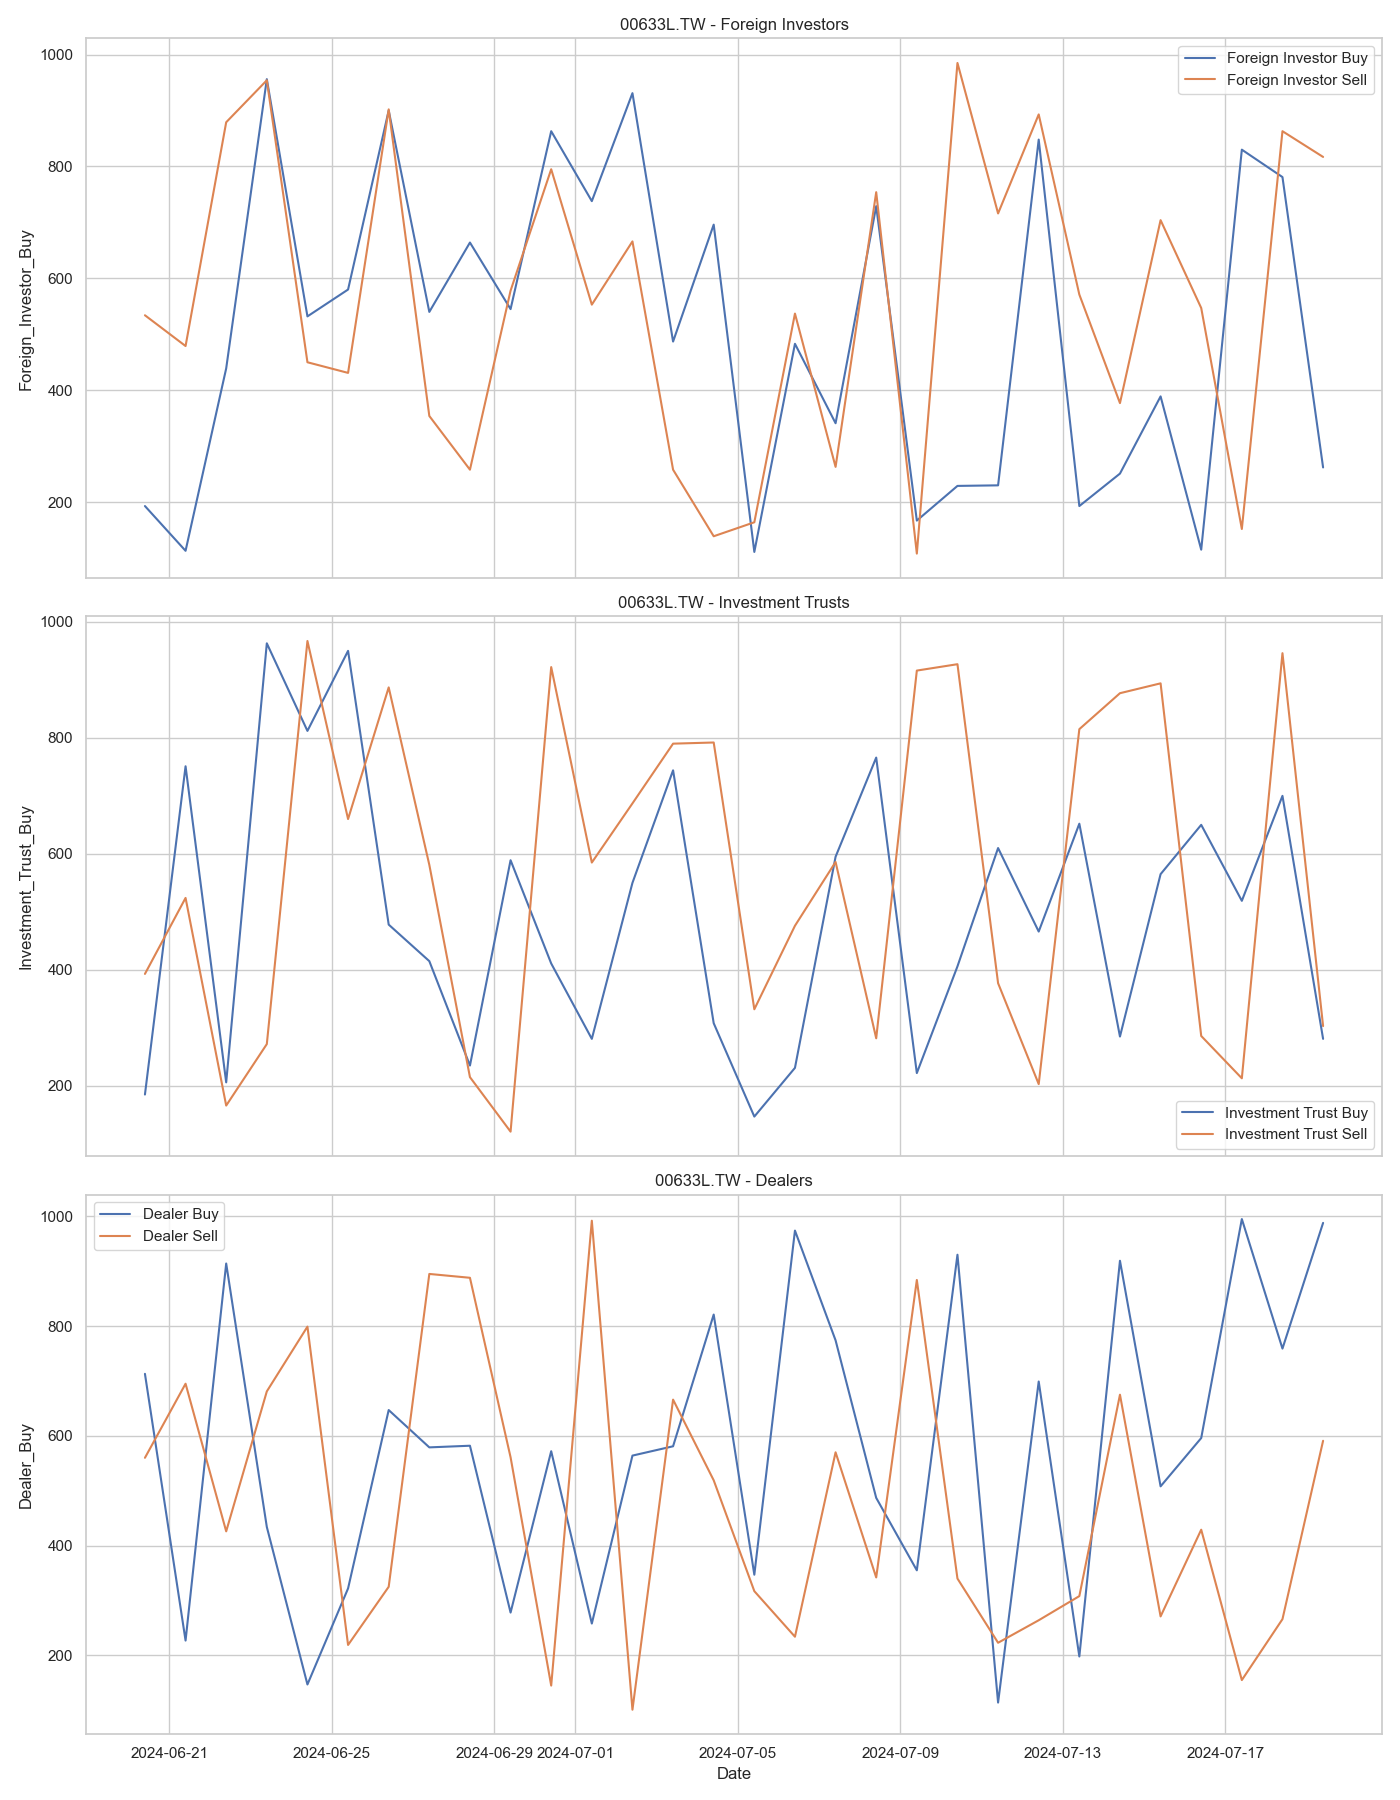 00633L.TW - Foreign Investors
Foreign_Investor_Buy
1000
800
600
400
200
Foreign Investor Buy
Foreign Investor Sell
00633L.TW - Investment Trusts
Investment_Trust_Buy
1000
800
600
400
200
Investment Trust Buy
Investment Trust Sell
00633L.TW - Dealers
Dealer_Buy
1000
800
600
400
200
Dealer Buy
Dealer Sell
2024-06-21 2024-06-25 2024-06-29 2024-07-01 2024-07-05 2024-07-09 2024-07-13 2024-07-17
Date